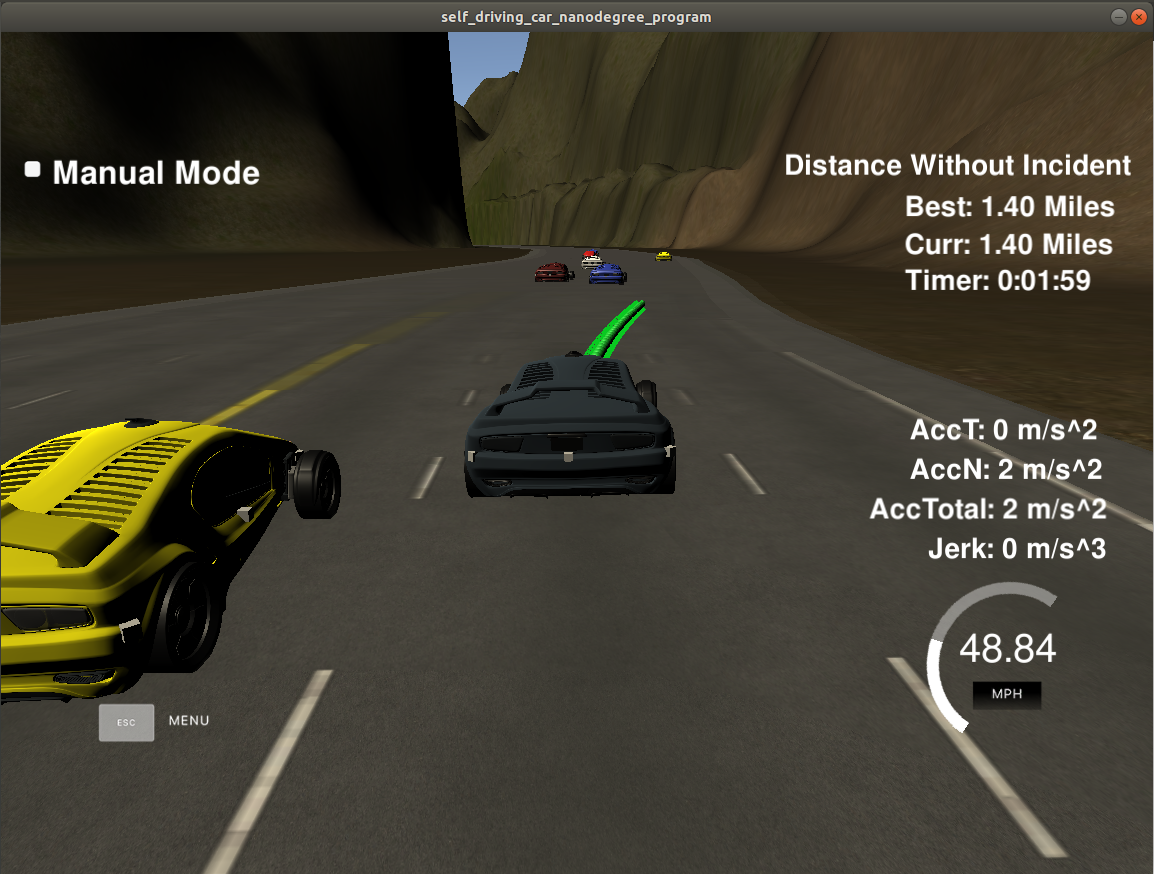 self_driving_car_nanodegree_program
Manual Mode
Distance Without Incident
Best: 1.40 Miles
Curr: 1.40 Miles
Timer: 0:01:59
AccT: 0 m/s^2
AccN: 2 m/s^2
AccTotal: 2 m/s^2
Jerk: 0 m/s^3
48.84
MPH
ESC MENU